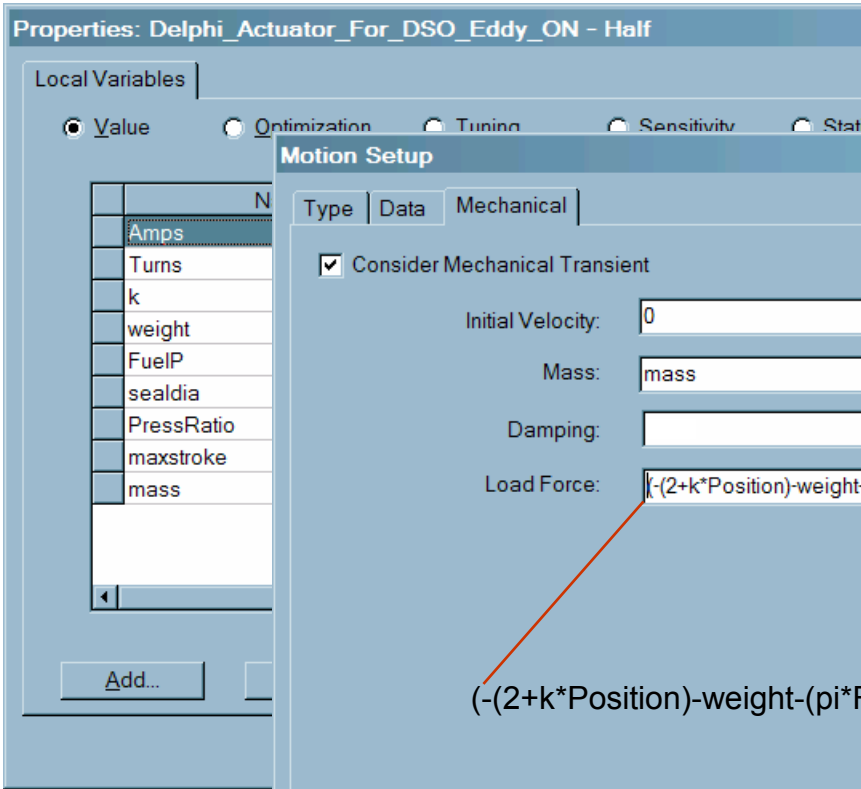 Properties: Delphi_Actuator_For_DSO_Eddy_ON - Half
Local Variables
Value Optimization Tuning Sensitivity Stat
Motion Setup
N
Type Data Mechanical
Amps
Turns
k
weight
FuelP
sealdia
PressRatio
maxstroke
mass
Consider Mechanical Transient
Initial Velocity: 0
Mass: mass
Damping:
Load Force: (-(2+k*Position)-weight-
Add...
(-(2+k*Position)-weight-(pi*F